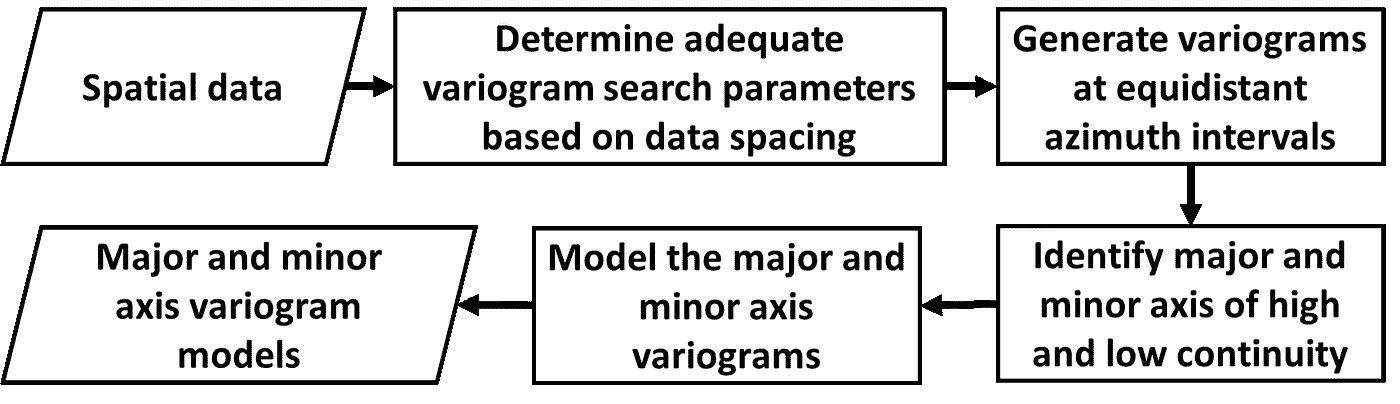 Spatial data
Determine adequate
variogram search parameters
based on data spacing
Generate variograms
at equidistant
azimuth intervals
Identify major and
minor axis of high
and low continuity
Model the major and
minor axis
variograms
Major and minor
axis variogram
models